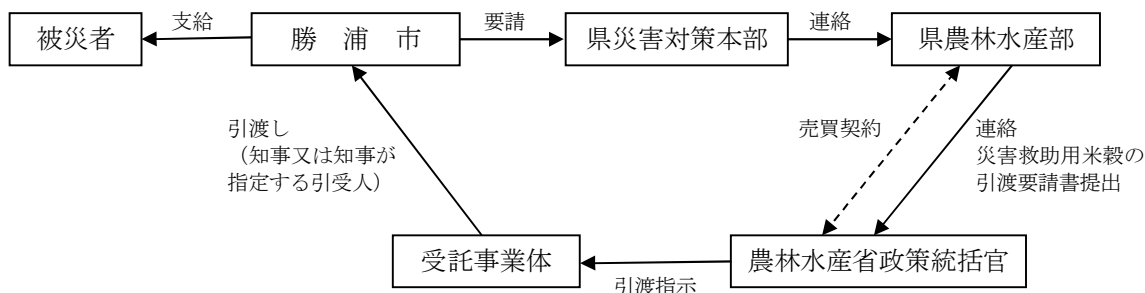 支給
要請
連絡
被災者
勝　浦　市
県災害対策本部
県農林水産部
引渡し
（知事又は知事が
指定する引受人）
売買契約
連絡
災害救助用米穀の
引渡要請書提出
受託事業体
農林水産省政策統括官
引渡指示